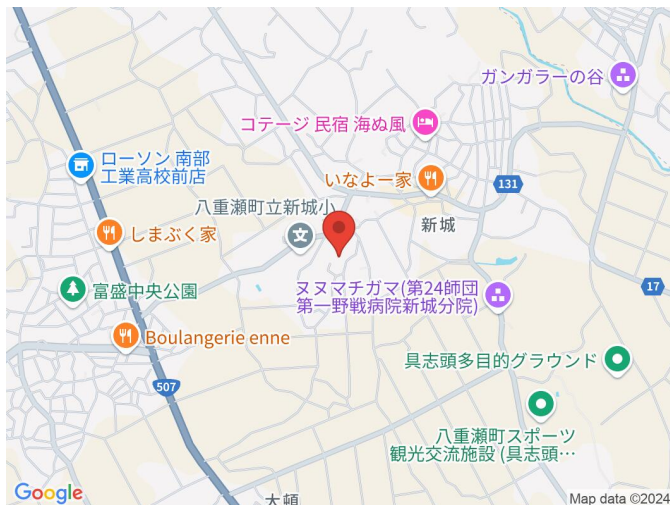 ガンガラーの谷
コテージ 民宿 海ぬ風
ローソン 南部
工業高校前店
いなよー家
131
八重瀬町立新城小
新城
しまぶく家
文
富盛中央公園
ヌヌマチガマ(第24師団
第一野戦病院新城分院)
17
Boulangerie enne
具志頭多目的グラウンド
507
八重瀬町スポーツ
観光交流施設 (具志頭…
大頓
Google
Map data ©2024